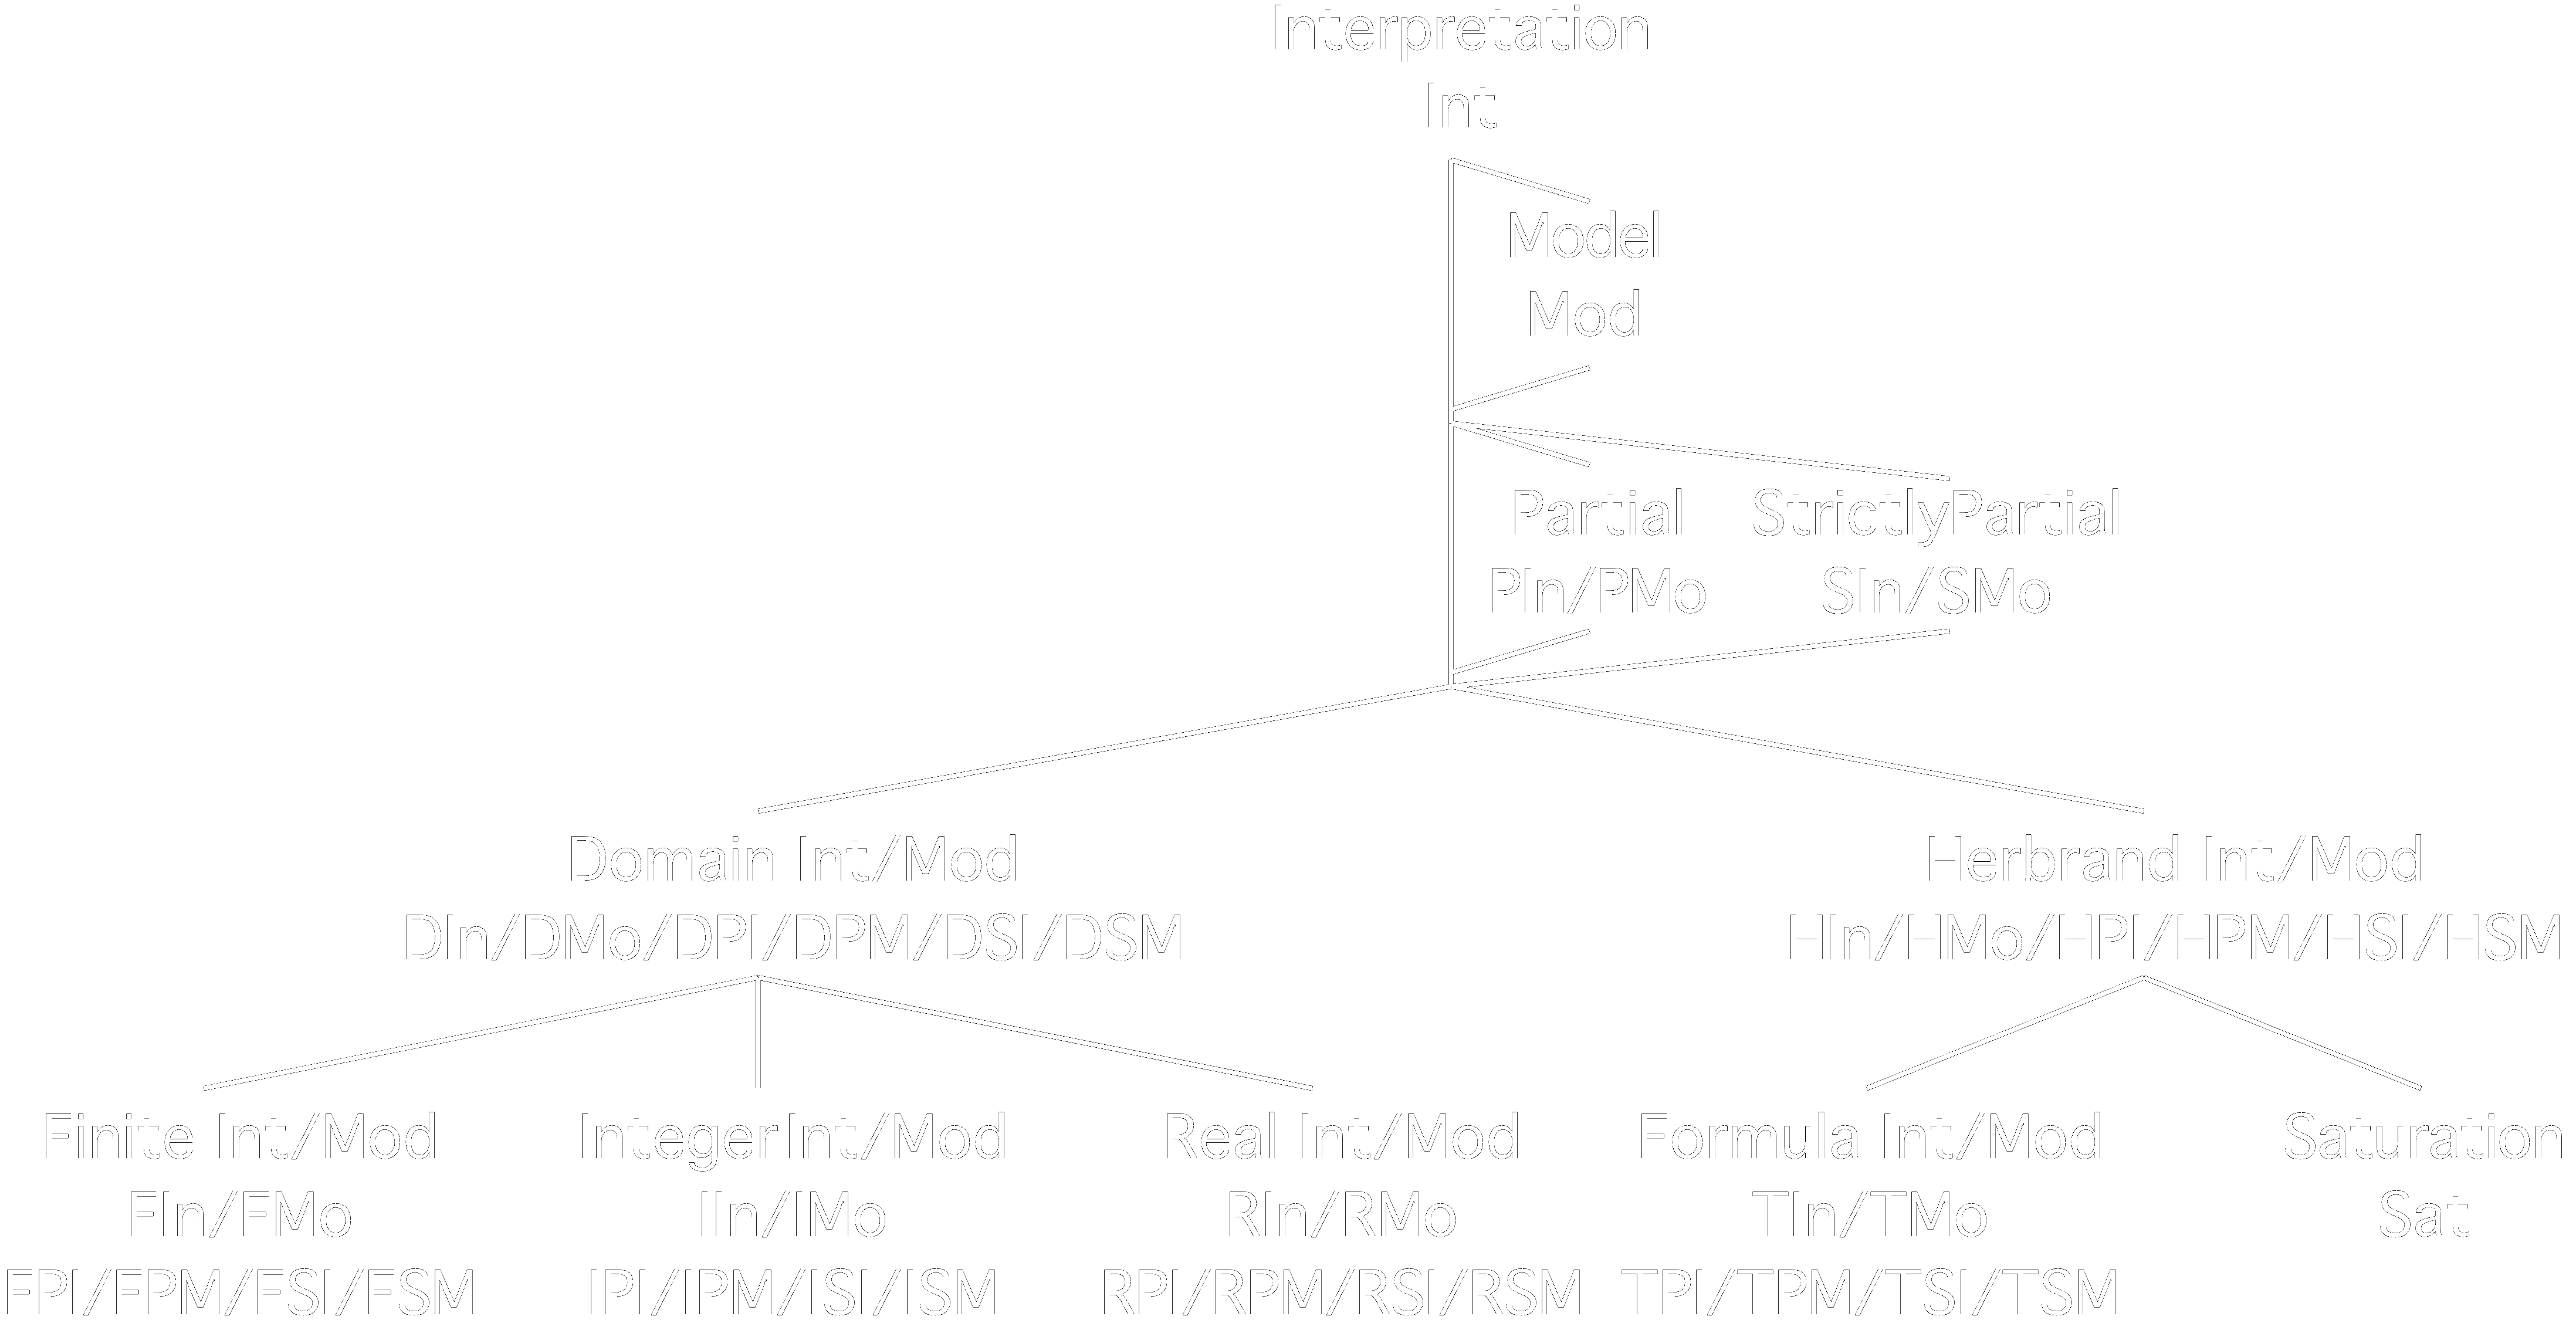 Interpretation
Int
Model
Mod
Partial StrictlyPartial
PIn/PMo SIn/SMo
Domain Int/Mod Herbrand Int/Mod
DIn/DMo/DPI/DPM/DSI/DSM HIn/HMo/HPI/HPM/HSI/HSM
Finite Int/Mod Integer Int/Mod Real Int/Mod Formula Int/Mod Saturation
FIn/FMo IIn/IMo RIn/RMo TIn/TMo Sat
FPI/FPM/FSI/FSM IPI/IPM/ISI/ISM RPI/RPM/RSI/RSM TPI/TPM/TSI/TSM